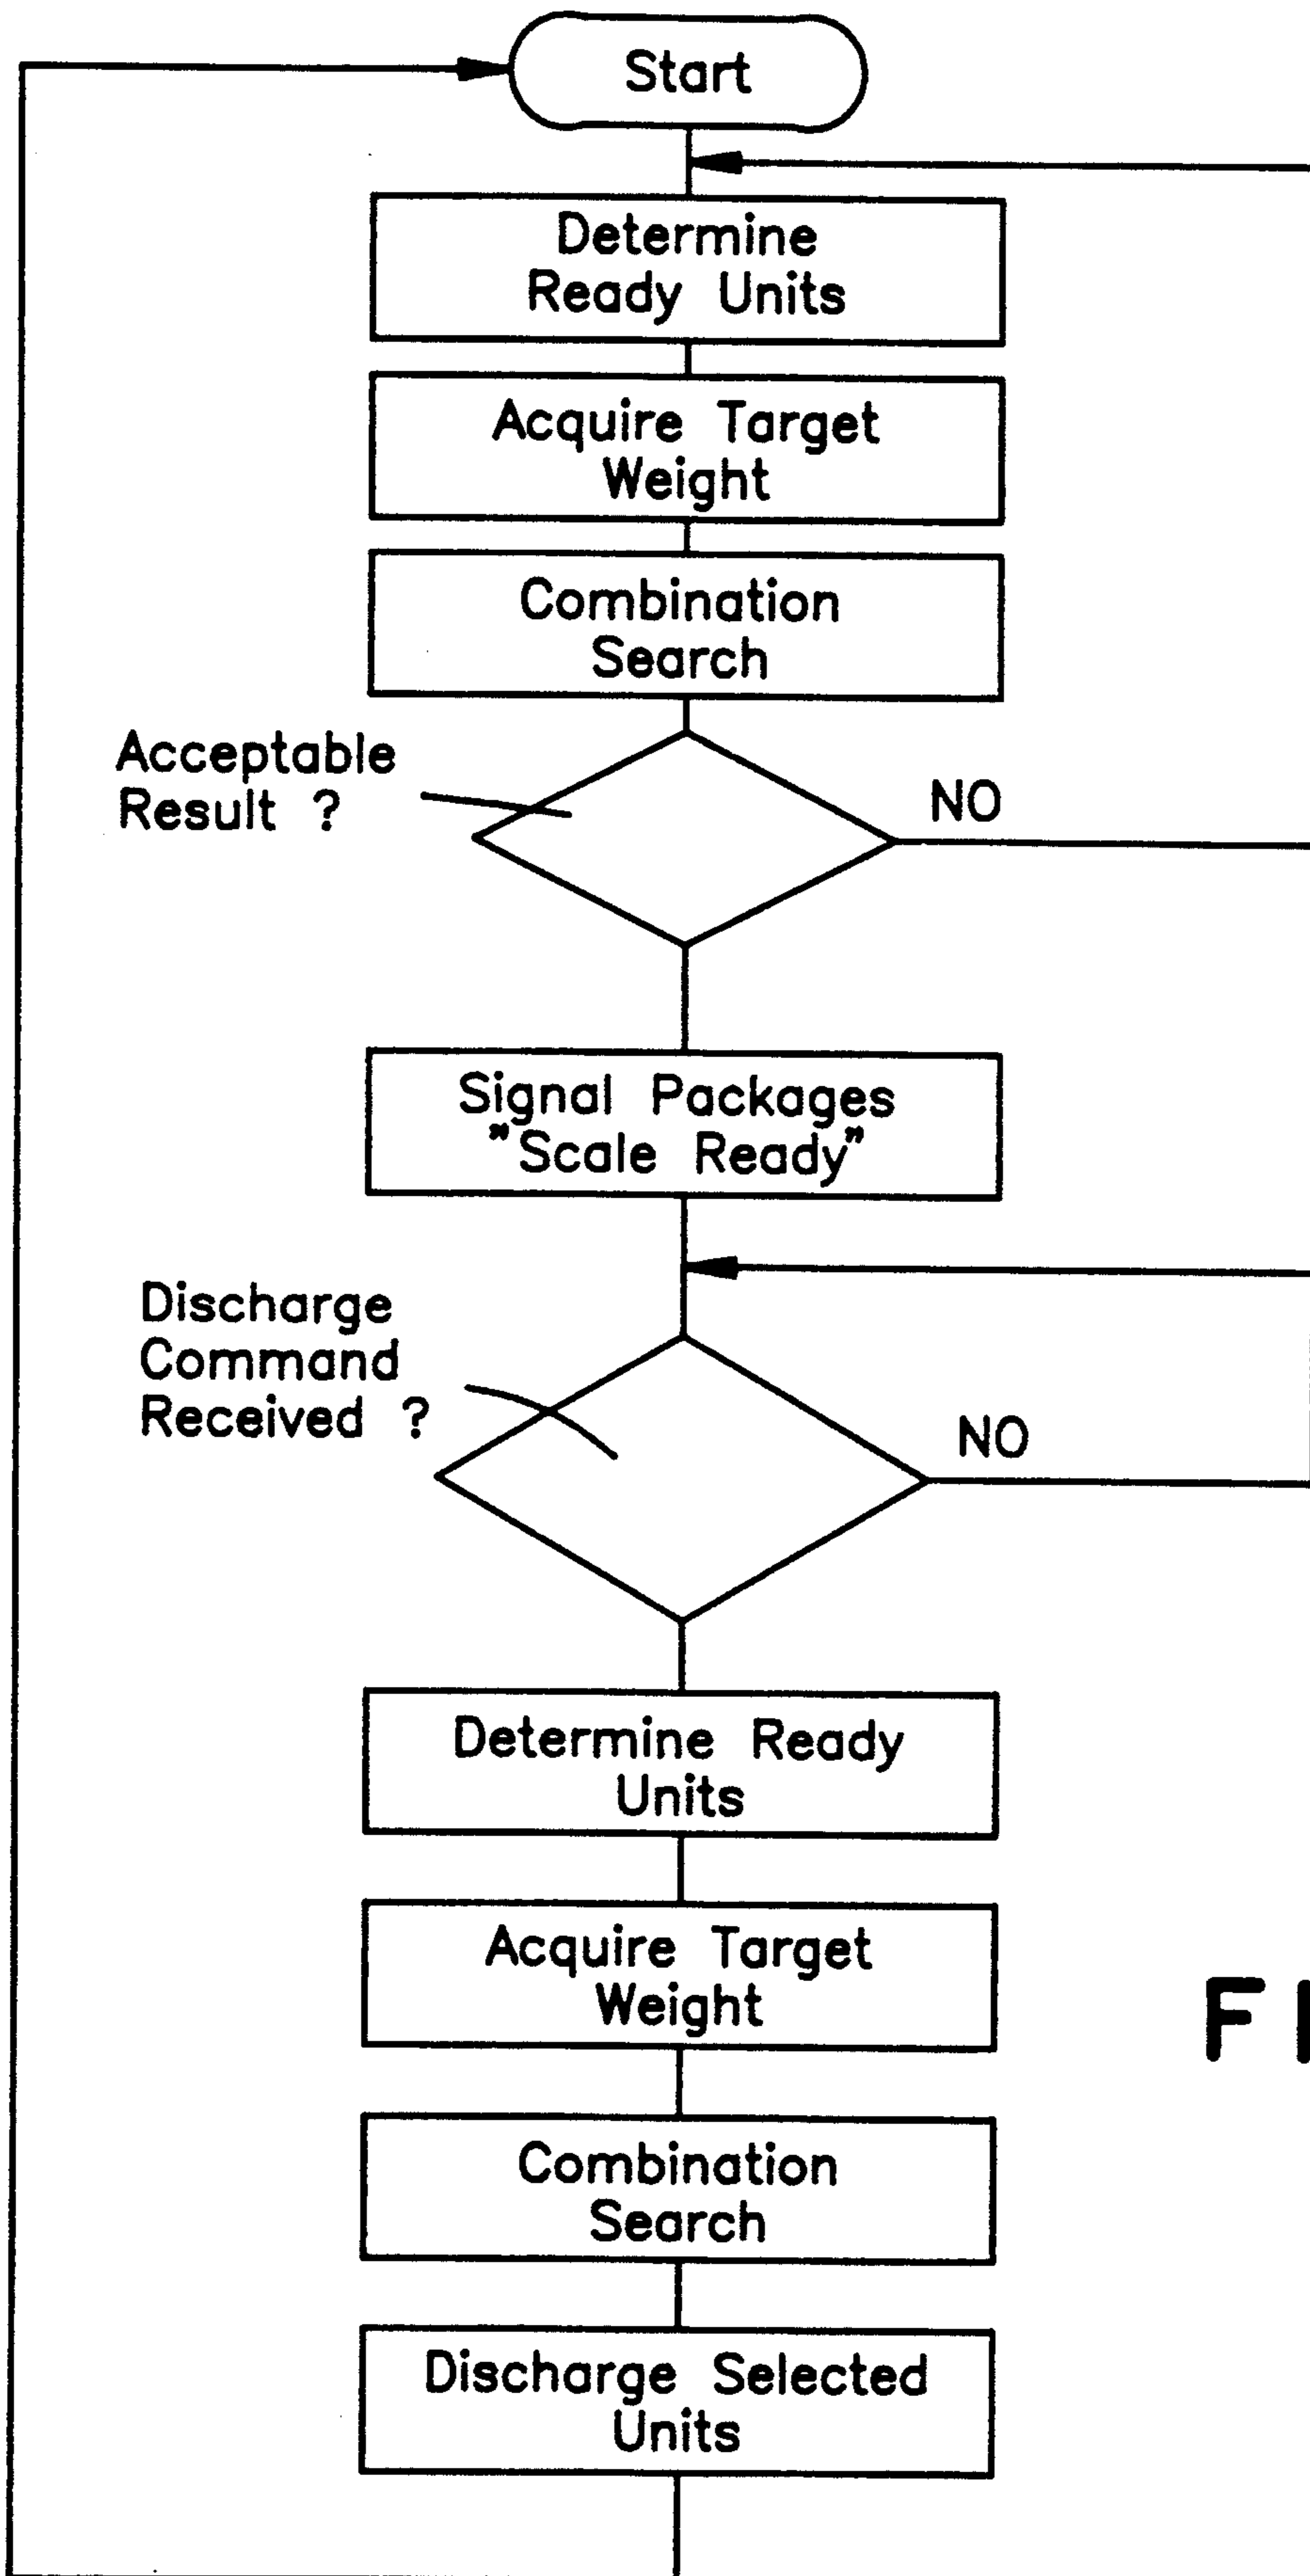 Start
Determine
Ready Units
Acquire Target
Weight
Combination
Search
Acceptable
Result ?
NO
Signal Packages
"Scale Ready"
Discharge
Command
Received ?
NO
Determine Ready
Units
Acquire Target
Weight
F
Combination
Search
Discharge Selected
Units